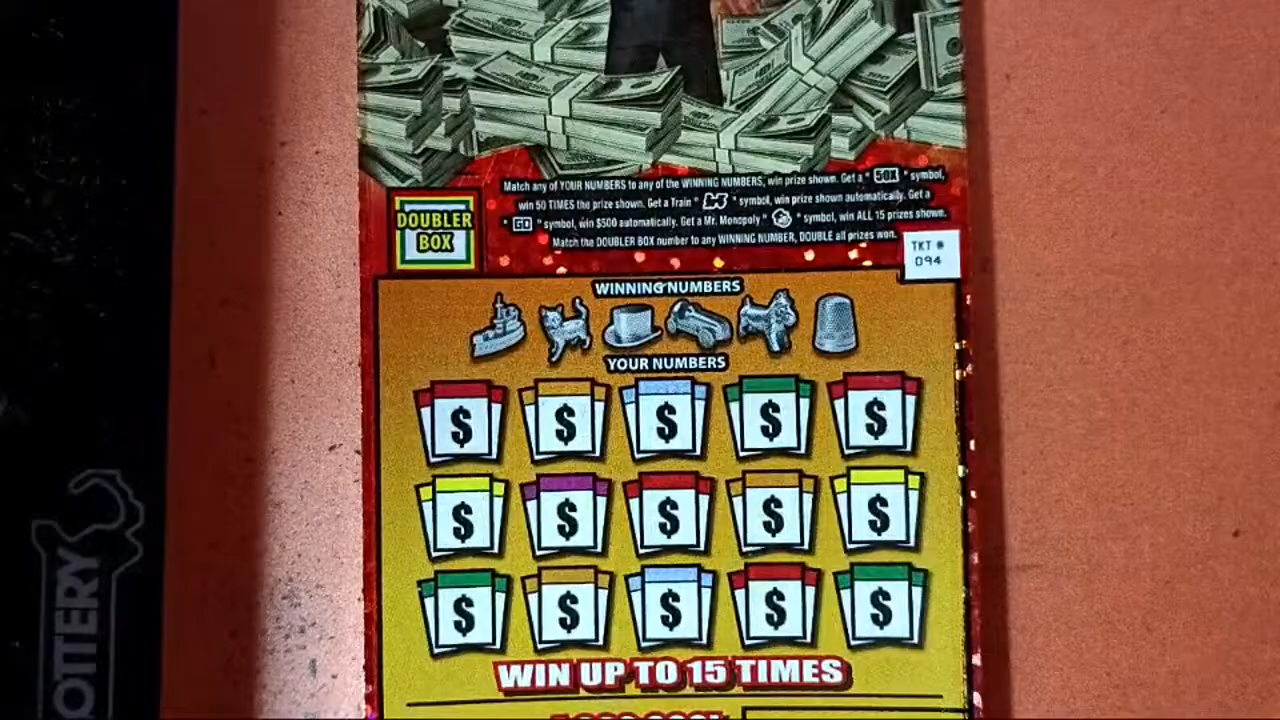 Match any of YOUR NUMBERS to any of the WINNING NUMBERS, win prize shown. Get a "50X" symbol,
win 50 TIMES the prize shown. Get a Train " " symbol, win prize shown automatically. Get a
"GO" symbol, win $500 automatically. Get a Mr. Monopoly " " symbol, win ALL 15 prizes shown.
Match the DOUBLER BOX number to any WINNING NUMBER, DOUBLE all prizes won.
DOUBLER
BOX
TKT #
094
WINNING NUMBERS
YOUR NUMBERS
$ $ $ $ $
$ $ $ $ $
$ $ $ $ $
WIN UP TO 15 TIMES
OTTERY